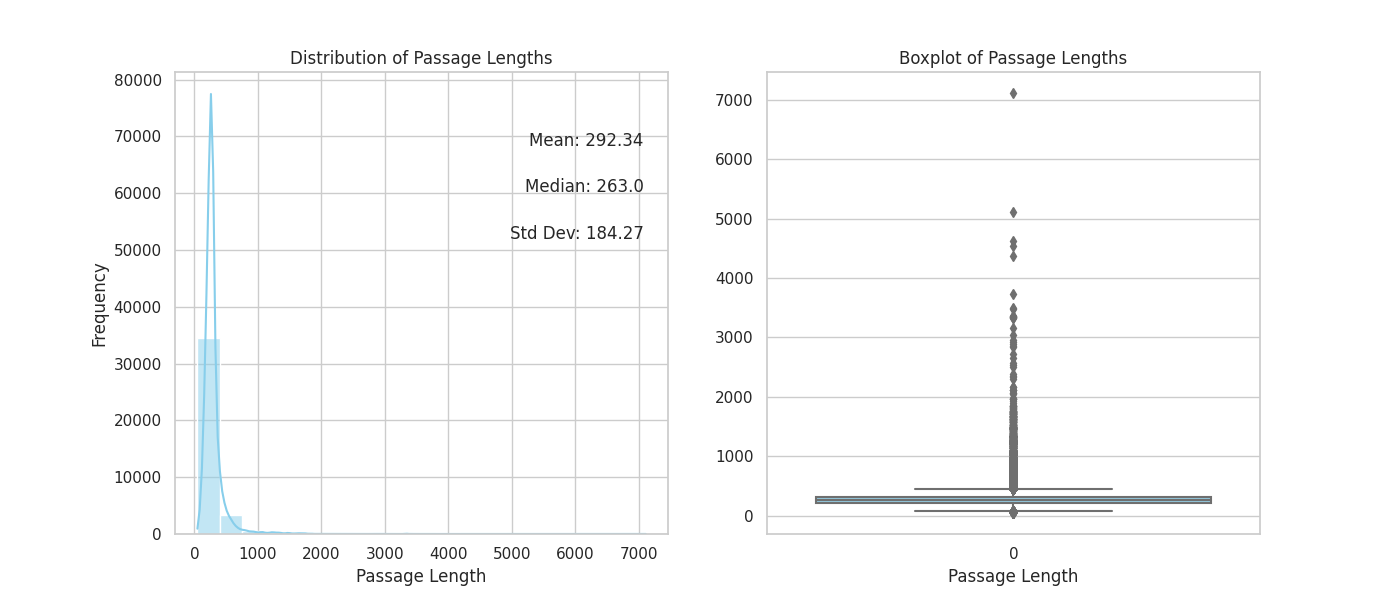 Distribution of Passage Lengths
80000
70000
60000
50000
40000
30000
20000
10000
0
Frequency
Mean: 292.34
Median: 263.0
Std Dev: 184.27
0 1000 2000 3000 4000 5000 6000 7000
Passage Length
Boxplot of Passage Lengths
7000
6000
5000
4000
3000
2000
1000
0
0
Passage Length